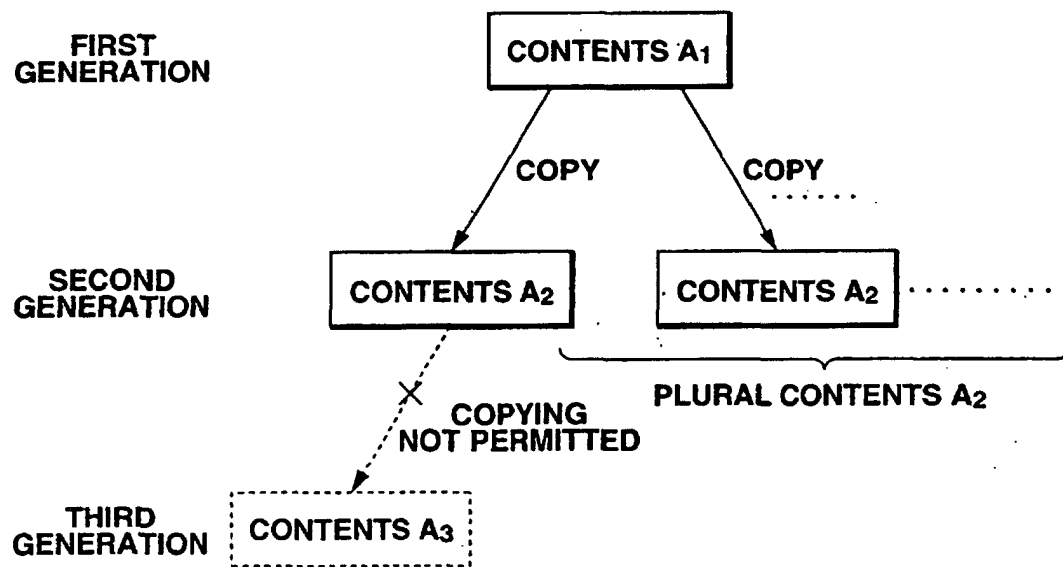 FIRST
GENERATION
CONTENTS A1
COPY
COPY
SECOND
GENERATION
CONTENTS A2
CONTENTS A2
PLURAL CONTENTS A2
COPYING
NOT PERMITTED
THIRD
GENERATION
CONTENTS A3